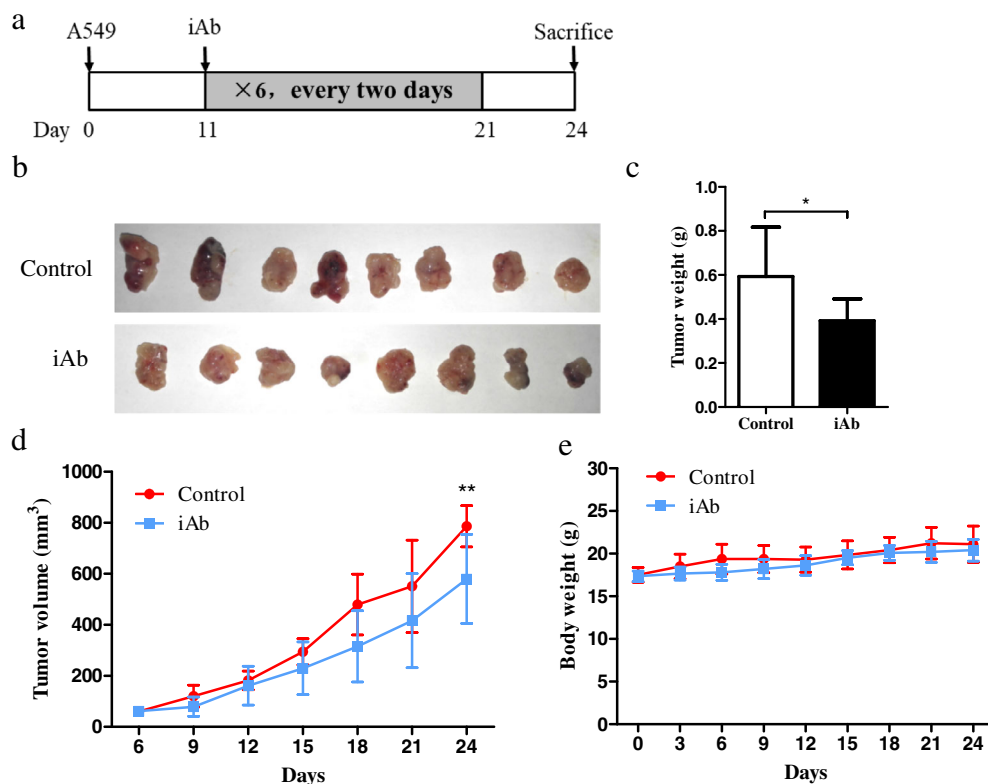 a
A549 iAb Sacrifice
×6, every two days
Day 0 11 21 24
b
Control
iAb
c
*
Tumor weight (g)
1.0
0.8
0.6
0.4
0.2
0.0
Control iAb
d
Tumor volume (mm³)
1000
800
600
400
200
0
Control
iAb
**
6 9 12 15 18 21 24
Days
e
Body weight (g)
30
25
20
15
10
5
0
Control
iAb
0 3 6 9 12 15 18 21 24
Days